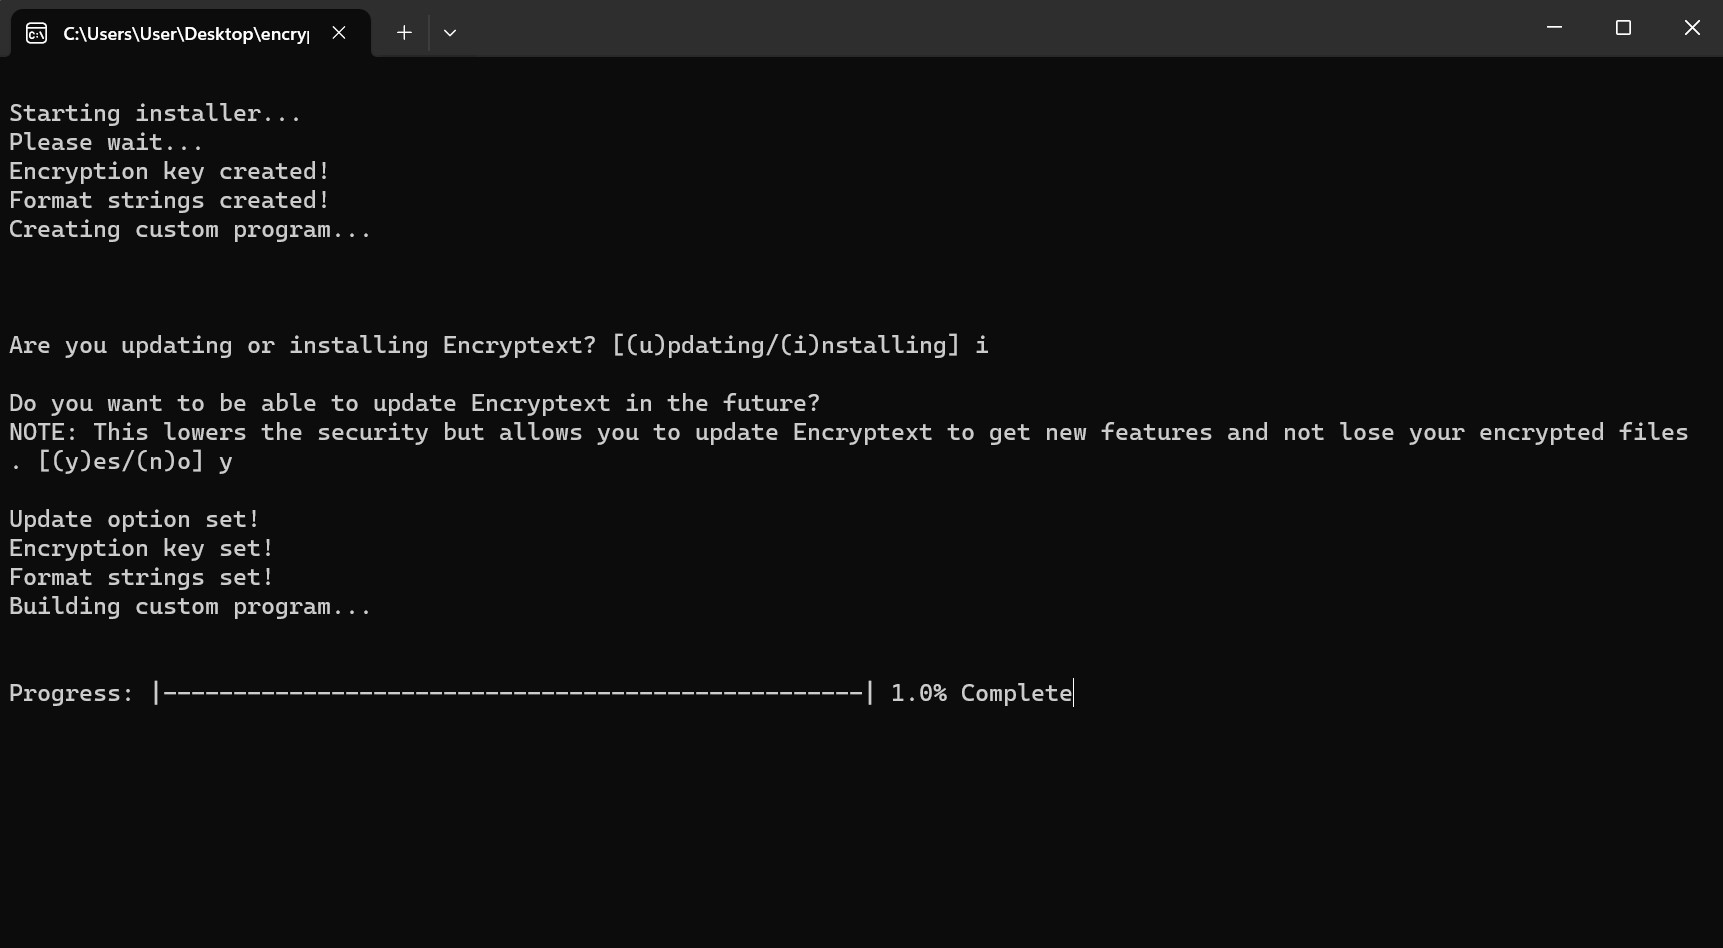 C:\Users\User\Desktop\encry
Starting installer...
Please wait...
Encryption key created!
Format strings created!
Creating custom program...
Are you updating or installing Encryptext? [(u)pdating/(i)nstalling] i
Do you want to be able to update Encryptext in the future?
NOTE: This lowers the security but allows you to update Encryptext to get new features and not lose your encrypted files
. [(y)es/(n)o] y
Update option set!
Encryption key set!
Format strings set!
Building custom program...
Progress: |--------------------------------------------------| 1.0% Complete